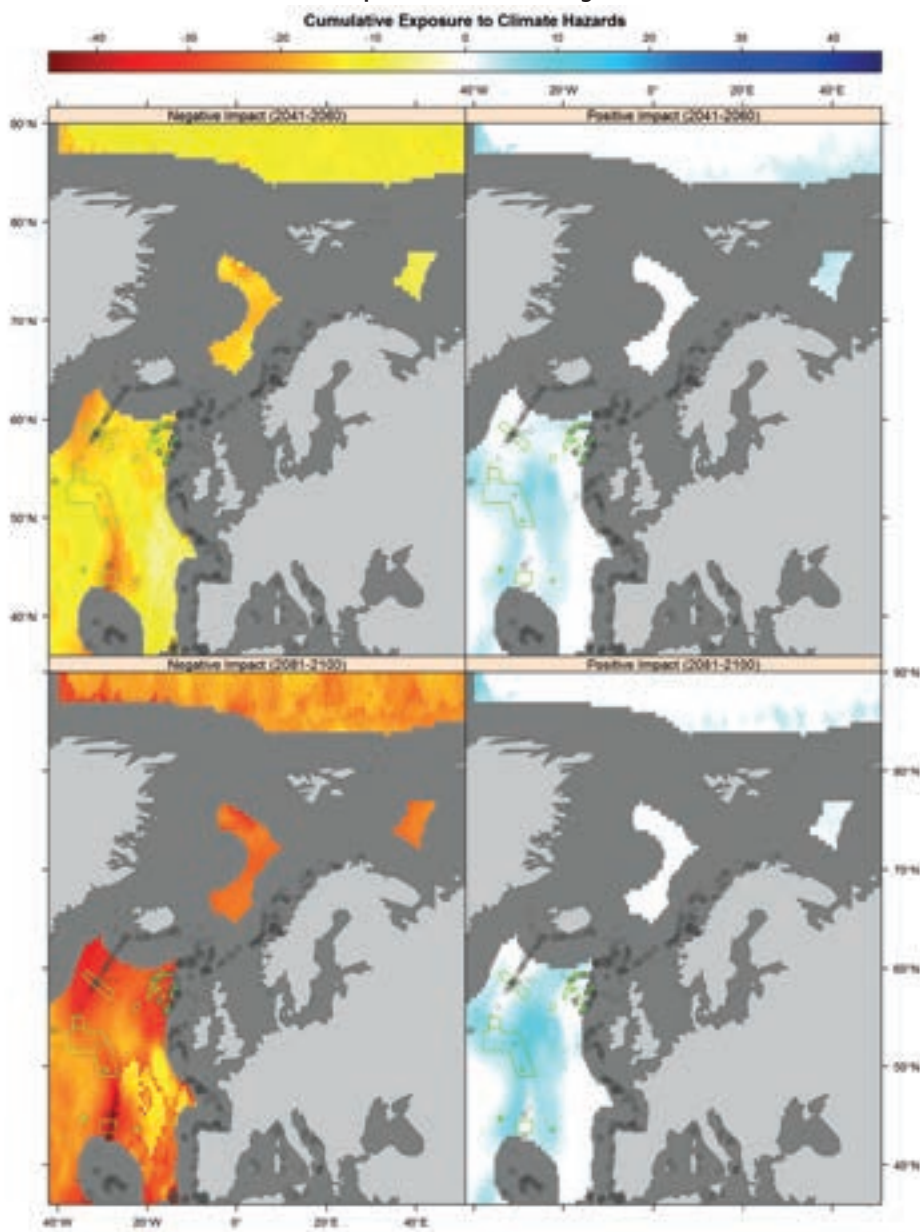 Cumulative Exposure to Climate Hazards
-40 -30 -20 -10 0 10 20 30 40
40°W 20°W 0° 20°E 40°E
Negative Impact (2041-2060) Positive Impact (2041-2060)
80°N
70°N
60°N
50°N
40°N
Negative Impact (2081-2100) Positive Impact (2081-2100)
80°N
70°N
60°N
50°N
40°N
40°W 20°W 0° 20°E 40°E